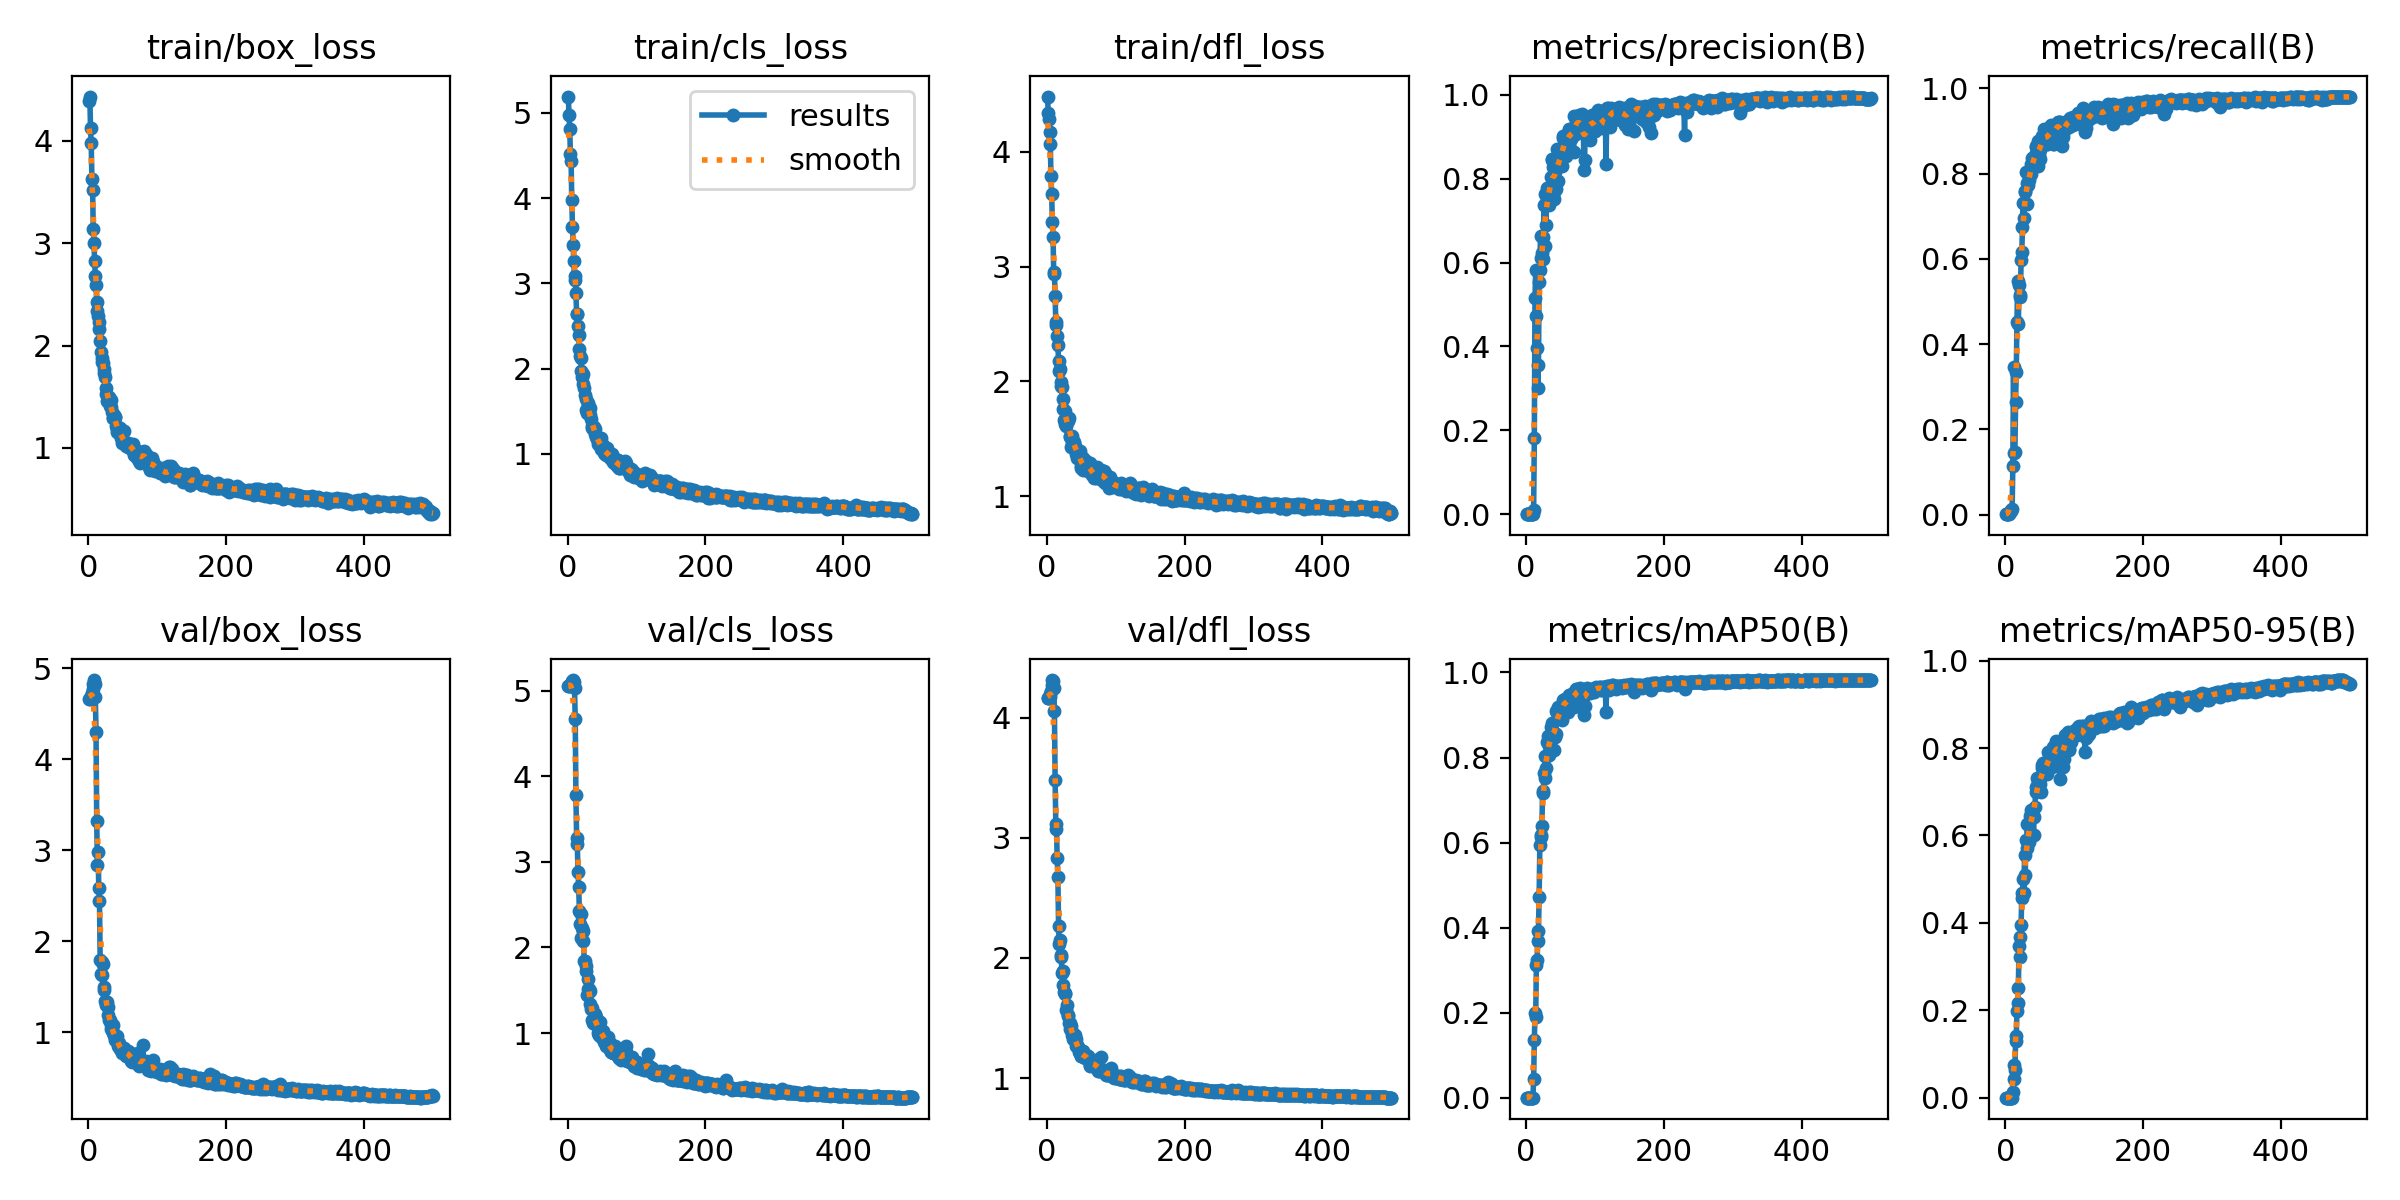 train/box_loss
train/cls_loss
train/dfl_loss
metrics/precision(B)
metrics/recall(B)
4
3
2
1
0 200 400
5
4
3
2
1
results
smooth
0 200 400
4
3
2
1
0 200 400
1.0
0.8
0.6
0.4
0.2
0.0
0 200 400
1.0
0.8
0.6
0.4
0.2
0.0
0 200 400
val/box_loss
val/cls_loss
val/dfl_loss
metrics/mAP50(B)
metrics/mAP50-95(B)
5
4
3
2
1
0 200 400
5
4
3
2
1
0 200 400
4
3
2
1
0 200 400
1.0
0.8
0.6
0.4
0.2
0.0
0 200 400
1.0
0.8
0.6
0.4
0.2
0.0
0 200 400